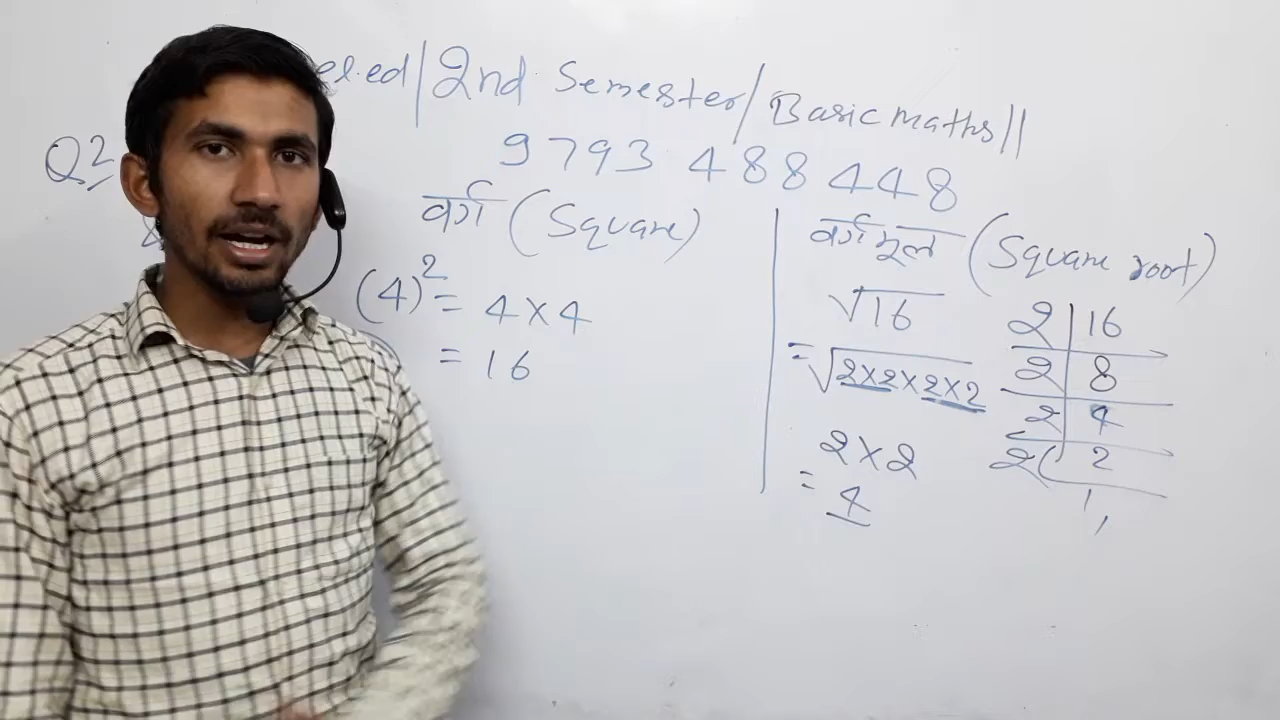 el.ed/2nd Semester/Basic maths||
9793 488 448
Q2
वर्ग (Square)
(4)² = 4×4
= 16
वर्गमूल (Square root)
√16
= √2×2×2×2
2×2
= 4
2 | 16
2 | 8
2 | 4
2 | 2
1